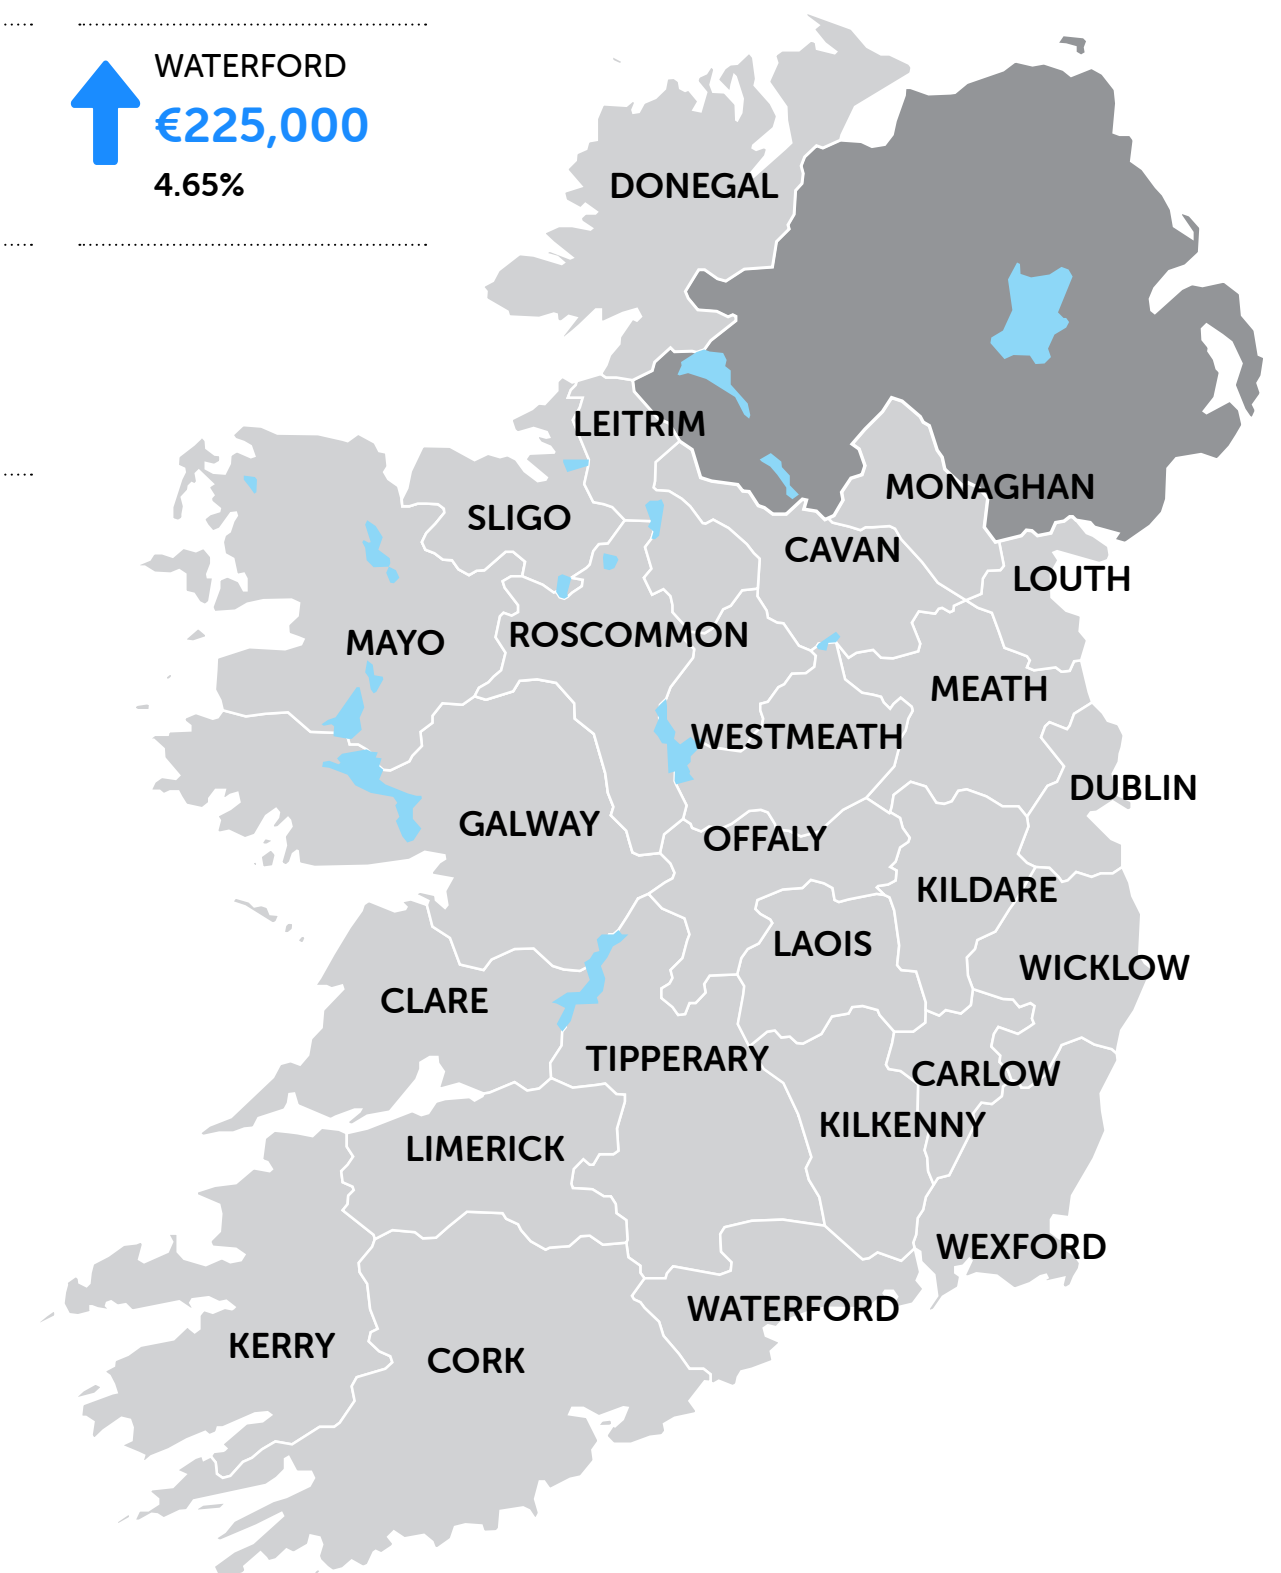 WATERFORD
€225,000
4.65%
DONEGAL
LEITRIM
MONAGHAN
SLIGO
CAVAN
LOUTH
MAYO
ROSCOMMON
MEATH
WESTMEATH
DUBLIN
GALWAY
OFFALY
KILDARE
LAOIS
WICKLOW
CLARE
TIPPERARY
CARLOW
KILKENNY
LIMERICK
WEXFORD
WATERFORD
KERRY
CORK